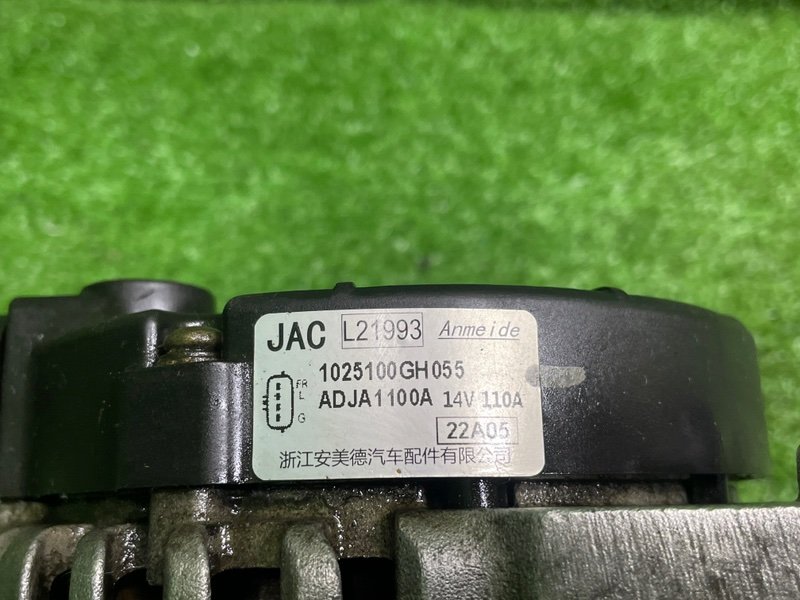 JAC L21993 Anmeide
1025100GH055
FR
L
ADJA1100A 14V 110A
G
22A05
浙江安美德汽车配件有限公司